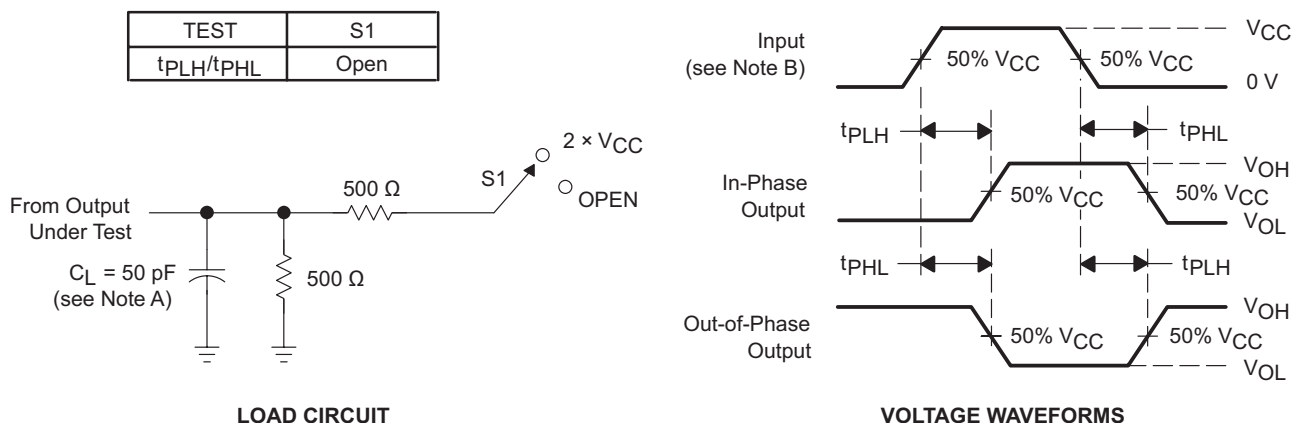 TEST S1
tPLH/tPHL Open
2 × VCC
S1
OPEN
500 Ω
From Output
Under Test
CL = 50 pF
(see Note A)
500 Ω
LOAD CIRCUIT
Input
(see Note B)
50% VCC
50% VCC
VCC
0 V
tPLH
tPHL
In-Phase
Output
50% VCC
50% VCC
VOH
VOL
tPHL
tPLH
Out-of-Phase
Output
50% VCC
50% VCC
VOH
VOL
VOLTAGE WAVEFORMS